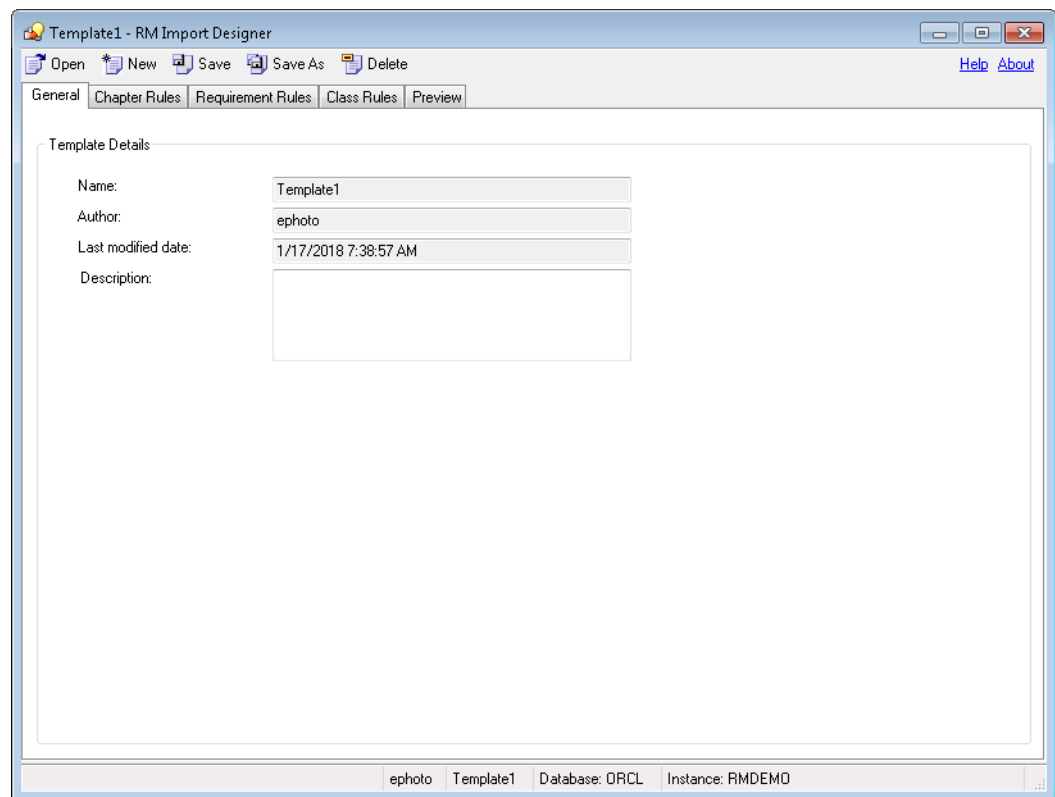 Template1 - RM Import Designer
Open New Save Save As Delete Help About
General Chapter Rules Requirement Rules Class Rules Preview
Template Details
Name: Template1
Author: ephoto
Last modified date: 1/17/2018 7:38:57 AM
Description:
ephoto Template1 Database: ORCL Instance: RMDEMO